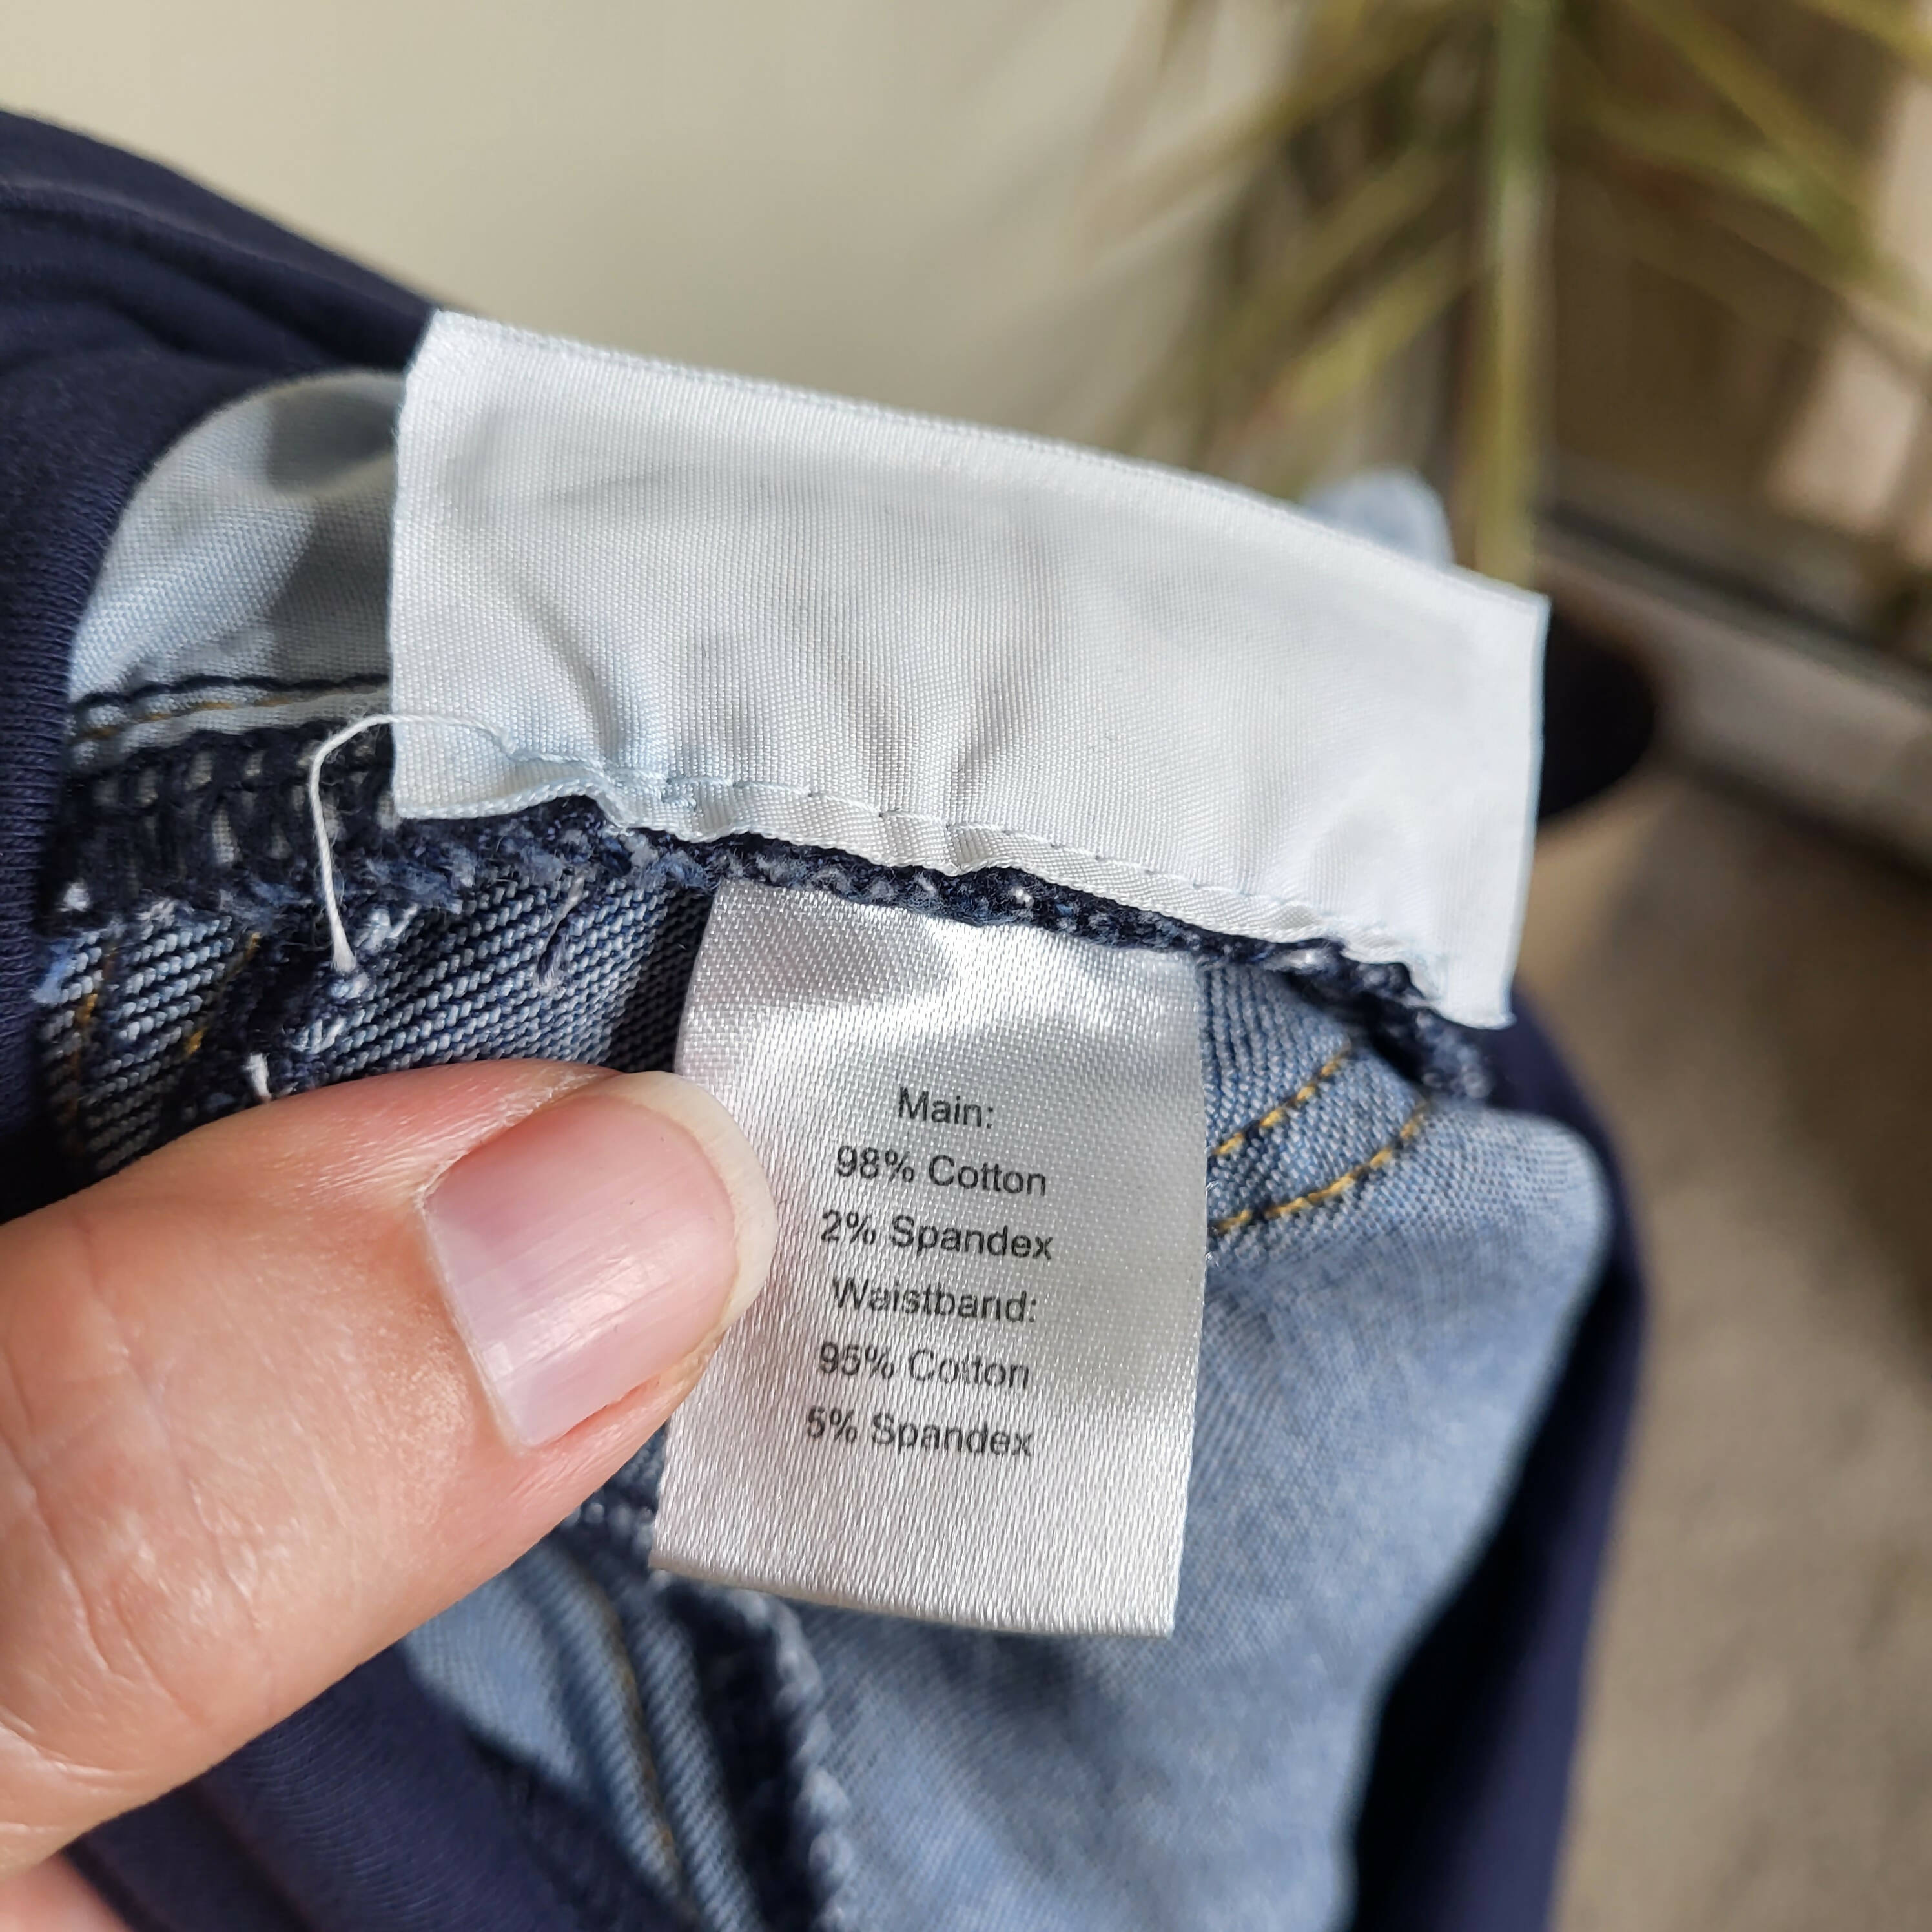 Main:
98% Cotton
2% Spandex
Waistband:
95% Cotton
5% Spandex